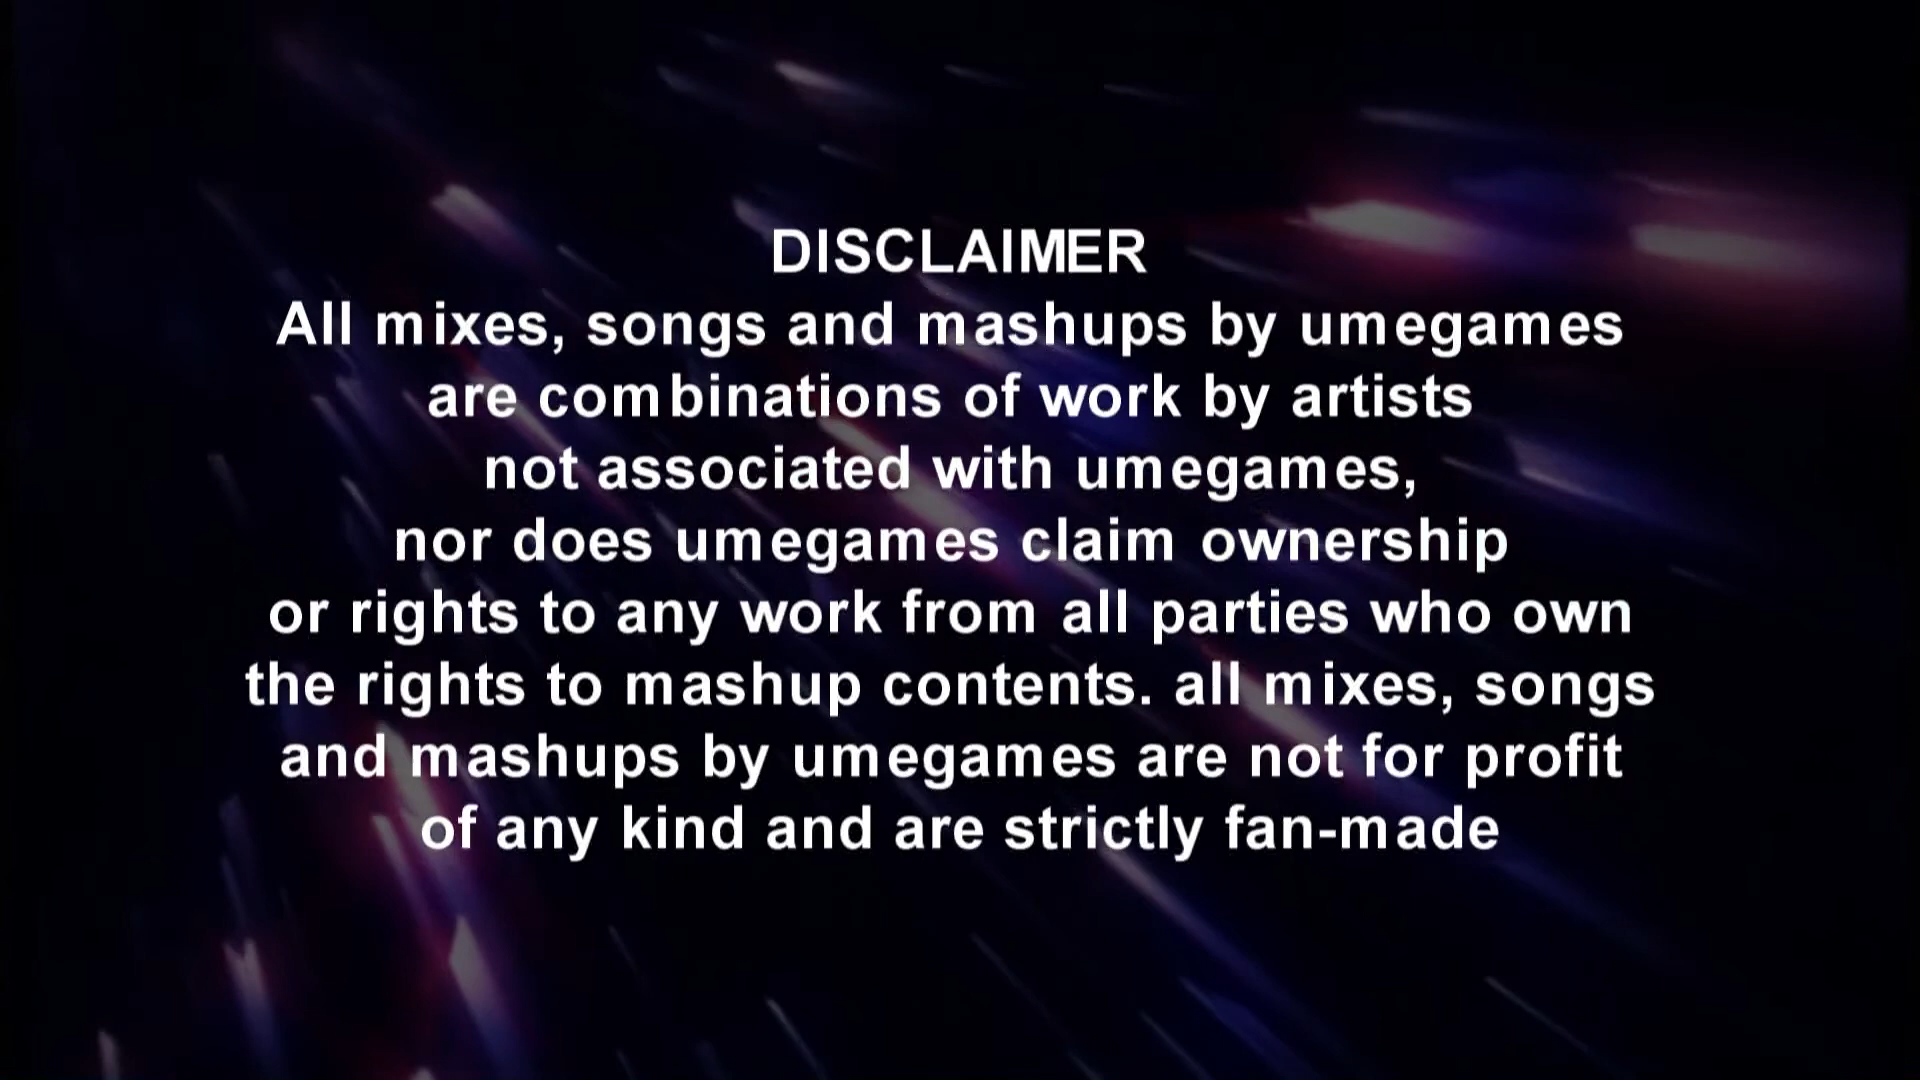 DISCLAIMER
All mixes, songs and mashups by umegames
are combinations of work by artists
not associated with umegames,
nor does umegames claim ownership
or rights to any work from all parties who own
the rights to mashup contents. all mixes, songs
and mashups by umegames are not for profit
of any kind and are strictly fan-made